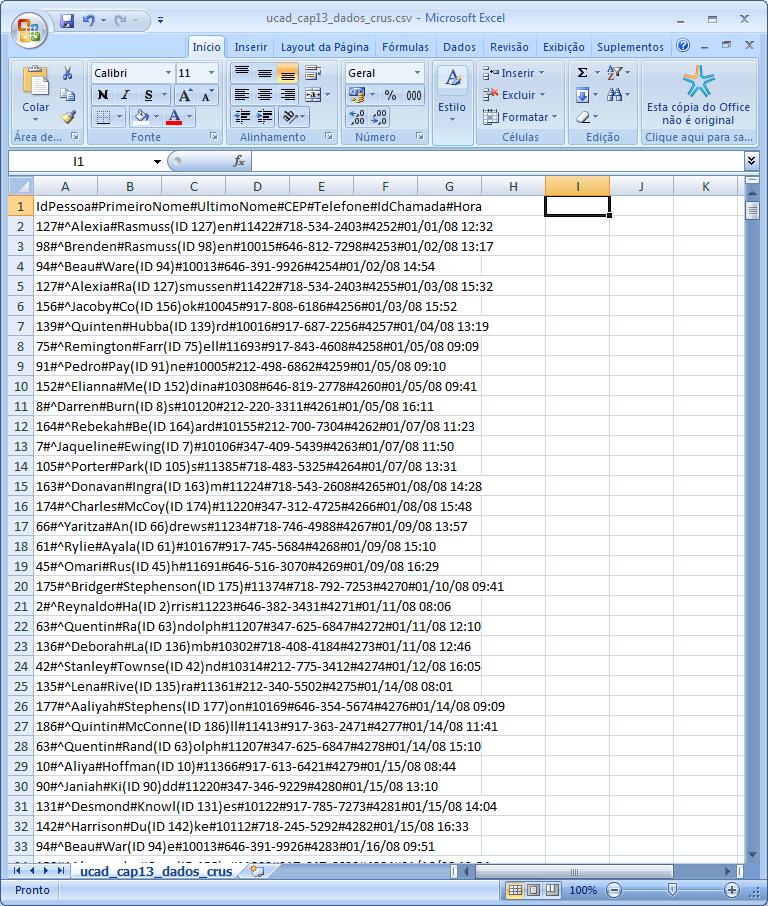 ucad_cap13_dados_crus.csv - Microsoft Excel
Início Inserir Layout da Página Fórmulas Dados Revisão Exibição Suplementos
Colar
Calibri 11
N I S A A
A
Geral
% 000
Estilo
Inserir
Excluir
Formatar
Σ
Esta cópia do Office não é original
Área de... Fonte Alinhamento Número Células Edição Clique aqui para sa...
I1 fx
A B C D E F G H I J K
1 IdPessoa#PrimeiroNome#UltimoNome#CEP#Telefone#IdChamada#Hora
2 127#^Alexia#Rasmuss(ID 127)en#11422#718-534-2403#4252#01/01/08 12:32
3 98#^Brenden#Rasmuss(ID 98)en#10015#646-812-7298#4253#01/02/08 13:17
4 94#^Beau#Ware(ID 94)#10013#646-391-9926#4254#01/02/08 14:54
5 127#^Alexia#Ra(ID 127)smussen#11422#718-534-2403#4255#01/03/08 15:32
6 156#^Jacoby#Co(ID 156)ok#10045#917-808-6186#4256#01/03/08 15:52
7 139#^Quinten#Hubba(ID 139)rd#10016#917-687-2256#4257#01/04/08 13:19
8 75#^Remington#Farr(ID 75)ell#11693#917-843-4608#4258#01/05/08 09:09
9 91#^Pedro#Pay(ID 91)ne#10005#212-498-6862#4259#01/05/08 09:10
10 152#^Elianna#Me(ID 152)dina#10308#646-819-2778#4260#01/05/08 09:41
11 8#^Darren#Burn(ID 8)s#10120#212-220-3311#4261#01/05/08 16:11
12 164#^Rebekah#Be(ID 164)ard#10155#212-700-7304#4262#01/07/08 11:23
13 7#^Jaqueline#Ewing(ID 7)#10106#347-409-5439#4263#01/07/08 11:50
14 105#^Porter#Park(ID 105)s#11385#718-483-5325#4264#01/07/08 13:31
15 163#^Donavan#Ingra(ID 163)m#11224#718-543-2608#4265#01/08/08 14:28
16 174#^Charles#McCoy(ID 174)#11220#347-312-4725#4266#01/08/08 15:48
17 66#^Yaritza#An(ID 66)drews#11234#718-746-4988#4267#01/09/08 13:57
18 61#^Rylie#Ayala(ID 61)#10167#917-745-5684#4268#01/09/08 15:10
19 45#^Omari#Rus(ID 45)h#11691#646-516-3070#4269#01/09/08 16:29
20 175#^Bridger#Stephenson(ID 175)#11374#718-792-7253#4270#01/10/08 09:41
21 2#^Reynaldo#Ha(ID 2)rris#11223#646-382-3431#4271#01/11/08 08:06
22 63#^Quentin#Ra(ID 63)ndolph#11207#347-625-6847#4272#01/11/08 12:10
23 136#^Deborah#La(ID 136)mb#10302#718-408-4184#4273#01/11/08 12:46
24 42#^Stanley#Townse(ID 42)nd#10314#212-775-3412#4274#01/12/08 16:05
25 135#^Lena#Rive(ID 135)ra#11361#212-340-5502#4275#01/14/08 08:01
26 177#^Aaliyah#Stephens(ID 177)on#10169#646-354-5674#4276#01/14/08 09:09
27 186#^Quintin#McConne(ID 186)ll#11413#917-363-2471#4277#01/14/08 11:41
28 63#^Quentin#Rand(ID 63)olph#11207#347-625-6847#4278#01/14/08 15:10
29 10#^Aliya#Hoffman(ID 10)#11366#917-613-6421#4279#01/15/08 08:44
30 90#^Janiah#Ki(ID 90)dd#11220#347-346-9229#4280#01/15/08 13:10
31 131#^Desmond#Knowl(ID 131)es#10122#917-785-7273#4281#01/15/08 14:04
32 142#^Harrison#Du(ID 142)ke#10112#718-245-5292#4282#01/15/08 16:33
33 94#^Beau#War(ID 94)e#10013#646-391-9926#4283#01/16/08 09:51
ucad_cap13_dados_crus
Pronto 100%